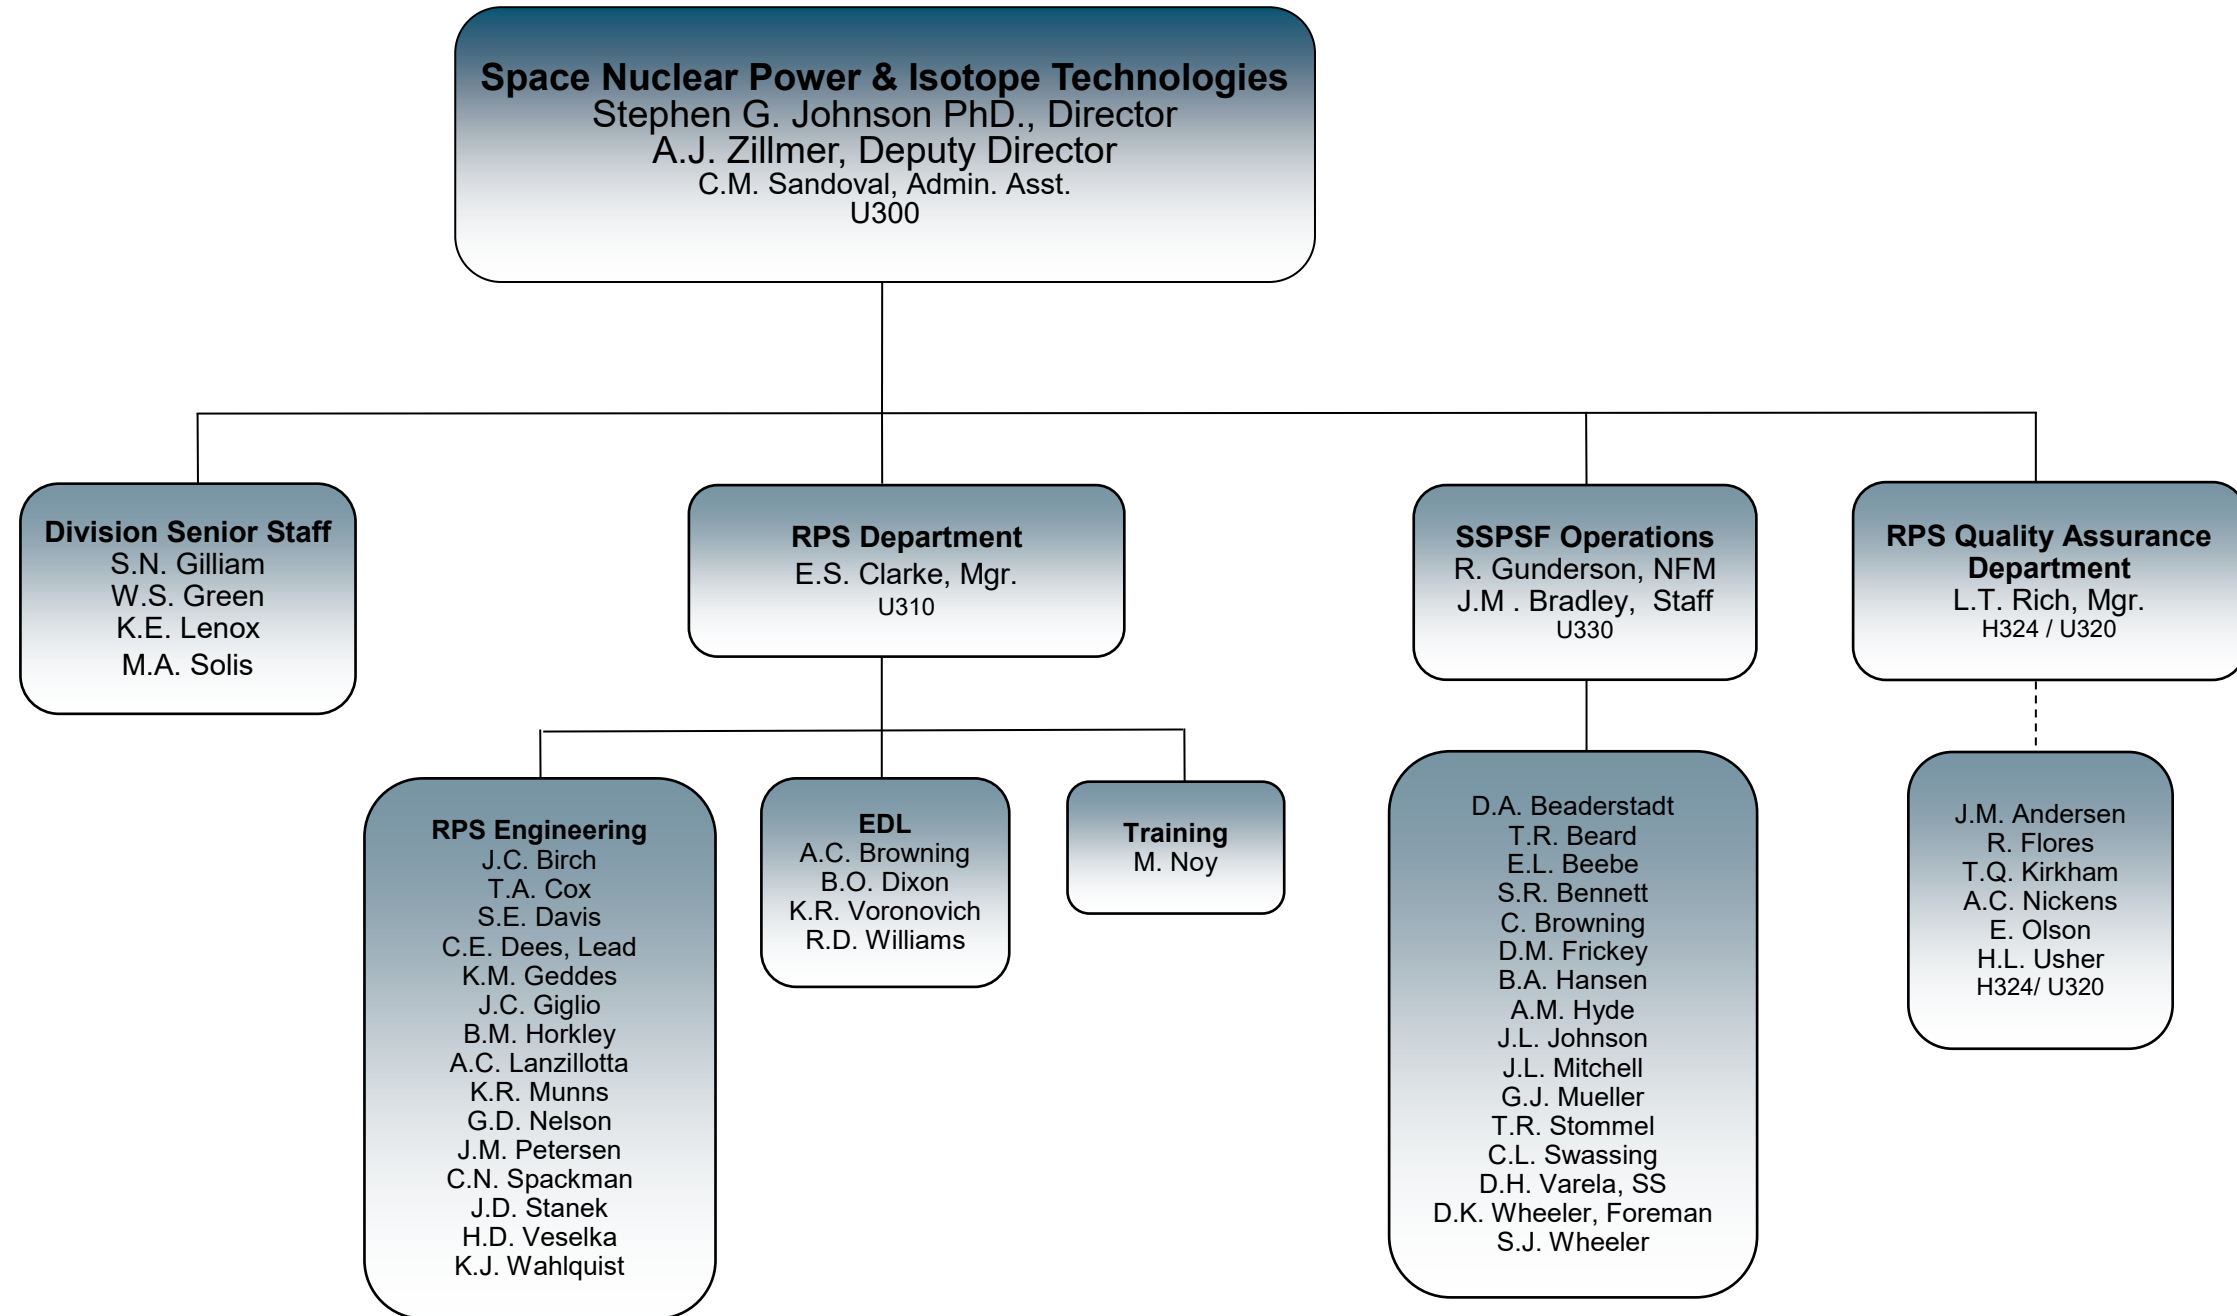 Space Nuclear Power & Isotope Technologies
Stephen G. Johnson PhD., Director
A.J. Zillmer, Deputy Director
C.M. Sandoval, Admin. Asst.
U300
Division Senior Staff
S.N. Gilliam
W.S. Green
K.E. Lenox
M.A. Solis
RPS Department
E.S. Clarke, Mgr.
U310
SSPSF Operations
R. Gunderson, NFM
J.M . Bradley,  Staff
U330
RPS Quality Assurance
Department
L.T. Rich, Mgr.
H324 / U320
RPS Engineering
J.C. Birch
T.A. Cox
S.E. Davis
C.E. Dees, Lead
K.M. Geddes
J.C. Giglio
B.M. Horkley
A.C. Lanzillotta
K.R. Munns
G.D. Nelson
J.M. Petersen
C.N. Spackman
J.D. Stanek
H.D. Veselka
K.J. Wahlquist
EDL
A.C. Browning
B.O. Dixon
K.R. Voronovich
R.D. Williams
Training
M. Noy
D.A. Beaderstadt
T.R. Beard
E.L. Beebe
S.R. Bennett
C. Browning
D.M. Frickey
B.A. Hansen
A.M. Hyde
J.L. Johnson
J.L. Mitchell
G.J. Mueller
T.R. Stommel
C.L. Swassing
D.H. Varela, SS
D.K. Wheeler, Foreman
S.J. Wheeler
J.M. Andersen
R. Flores
T.Q. Kirkham
A.C. Nickens
E. Olson
H.L. Usher
H324/ U320